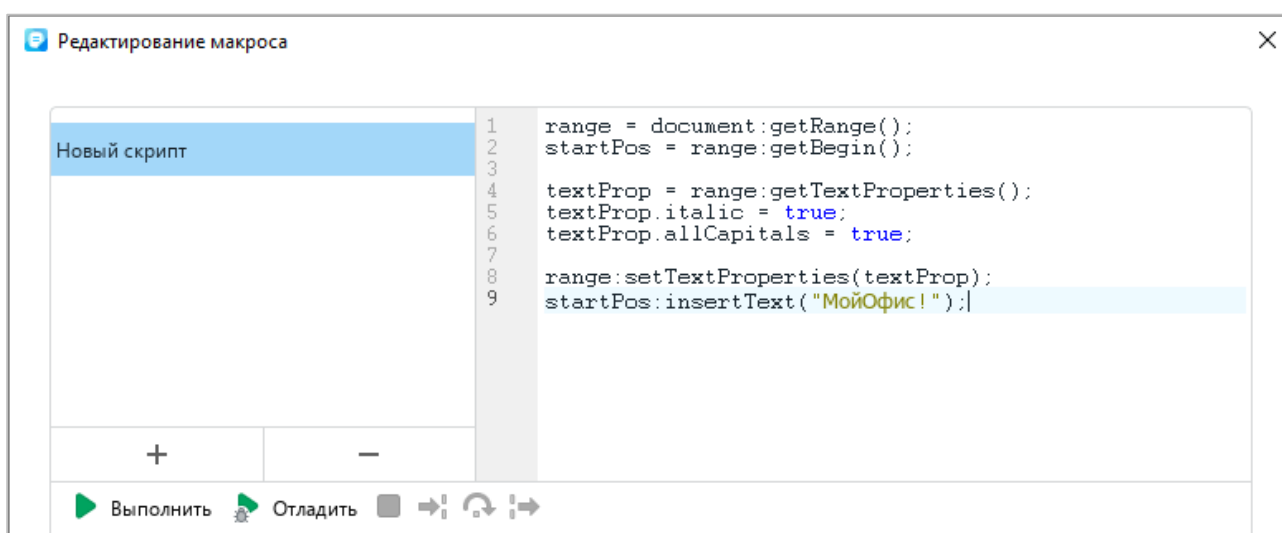 Редактирование макроса
Новый скрипт
1 range = document:getRange();
2 startPos = range:getBegin();
3
4 textProp = range:getTextProperties();
5 textProp.italic = true;
6 textProp.allCapitals = true;
7
8 range:setTextProperties(textProp);
9 startPos:insertText("МойОфис!");
Выполнить Отладить